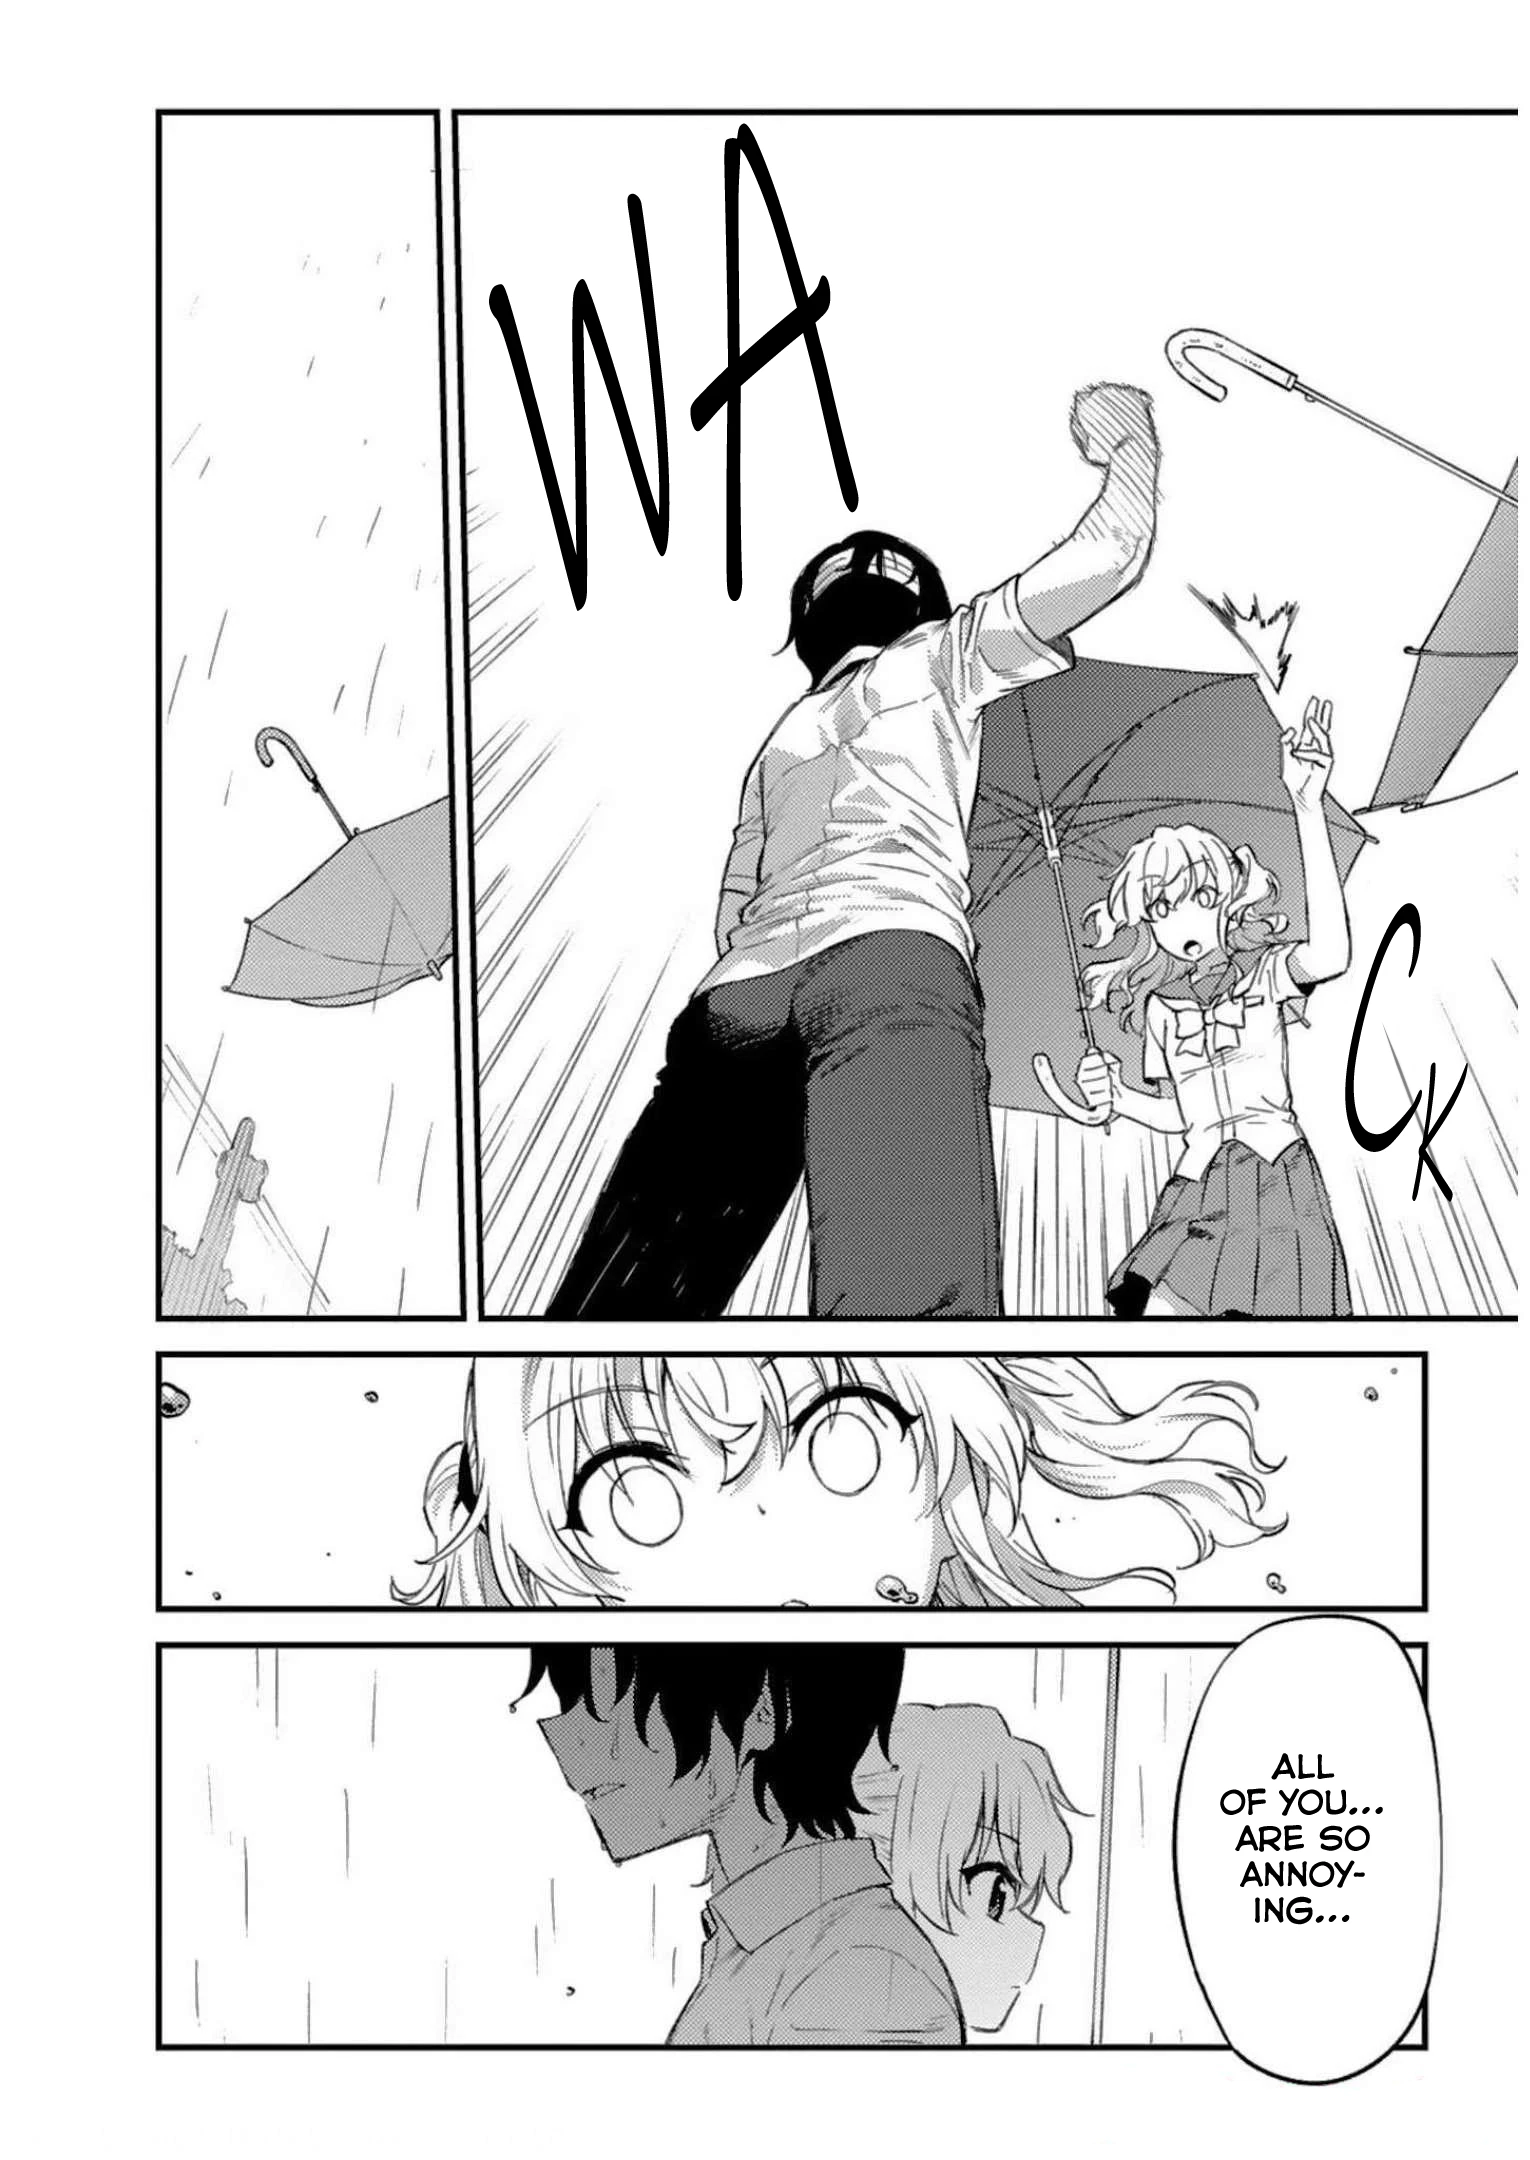 WA
CK
ALL
OF YOU...
ARE SO
ANNOY-
ING...